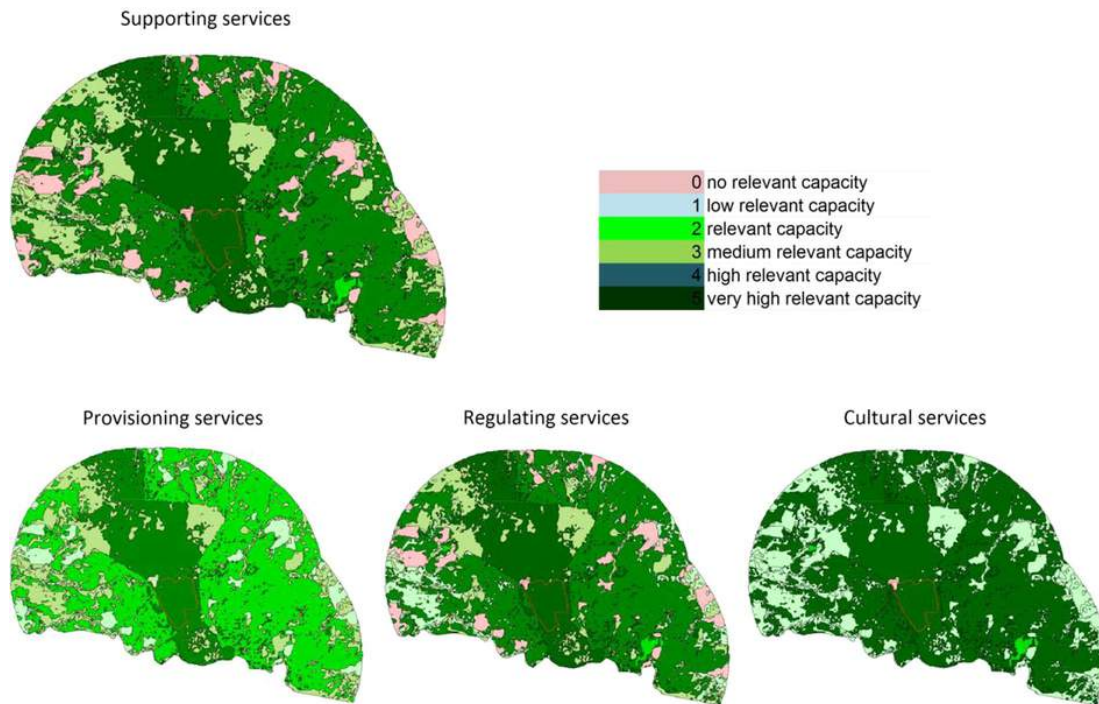 Supporting services
0 no relevant capacity
1 low relevant capacity
2 relevant capacity
3 medium relevant capacity
4 high relevant capacity
5 very high relevant capacity
Provisioning services
Regulating services
Cultural services